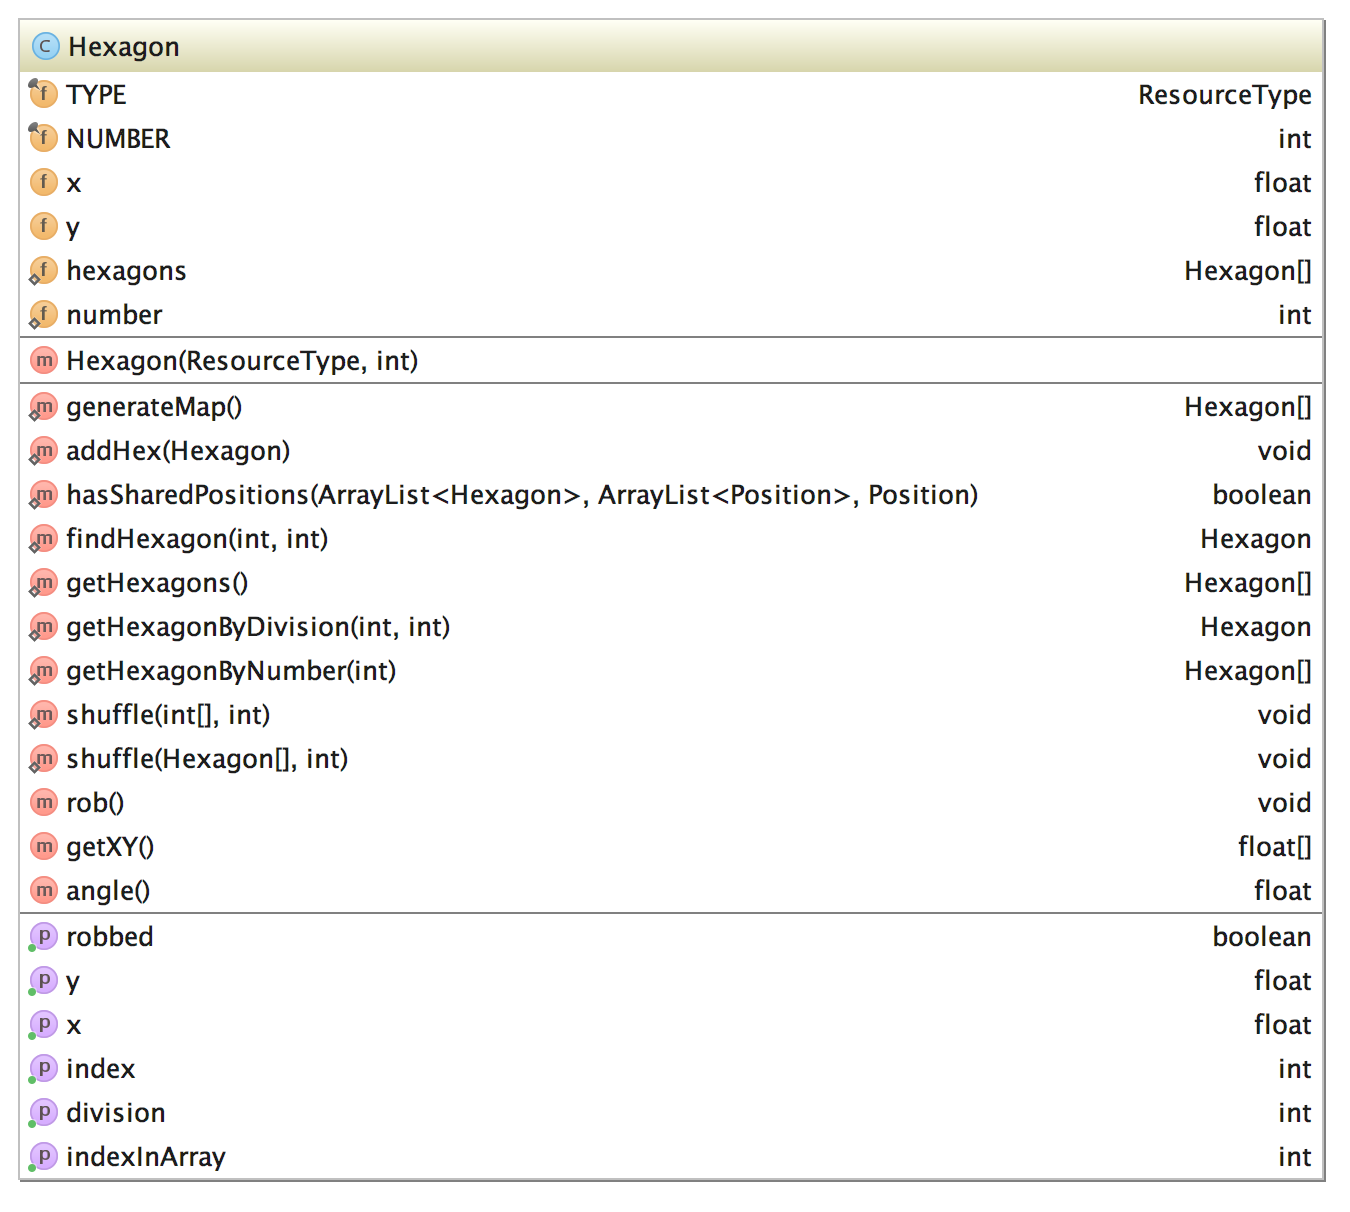 C Hexagon
f TYPE ResourceType
f NUMBER int
f x float
f y float
f hexagons Hexagon[]
f number int
m Hexagon(ResourceType, int)
m generateMap() Hexagon[]
m addHex(Hexagon) void
m hasSharedPositions(ArrayList<Hexagon>, ArrayList<Position>, Position) boolean
m findHexagon(int, int) Hexagon
m getHexagons() Hexagon[]
m getHexagonByDivision(int, int) Hexagon
m getHexagonByNumber(int) Hexagon[]
m shuffle(int[], int) void
m shuffle(Hexagon[], int) void
m rob() void
m getXY() float[]
m angle() float
p robbed boolean
p y float
p x float
p index int
p division int
p indexInArray int